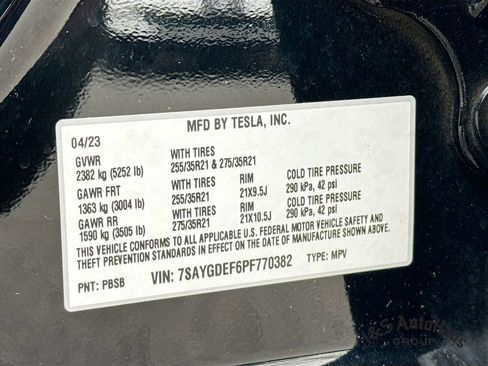 MFD BY TESLA, INC.
04/23
GVWR WITH TIRES
2382 kg (5252 lb) 255/35R21 & 275/35R21
GAWR FRT WITH TIRES RIM COLD TIRE PRESSURE
1363 kg (3004 lb) 255/35R21 21X9.5J 290 kPa, 42 psi
GAWR RR WITH TIRES RIM COLD TIRE PRESSURE
1590 kg (3505 lb) 275/35R21 21X10.5J 290 kPa, 42 psi
THIS VEHICLE CONFORMS TO ALL APPLICABLE U.S. FEDERAL MOTOR VEHICLE SAFETY AND
THEFT PREVENTION STANDARDS IN EFFECT ON THE DATE OF MANUFACTURE SHOWN ABOVE.
PNT: PBSB VIN: 7SAYGDEF6PF770382 TYPE: MPV
GROUP